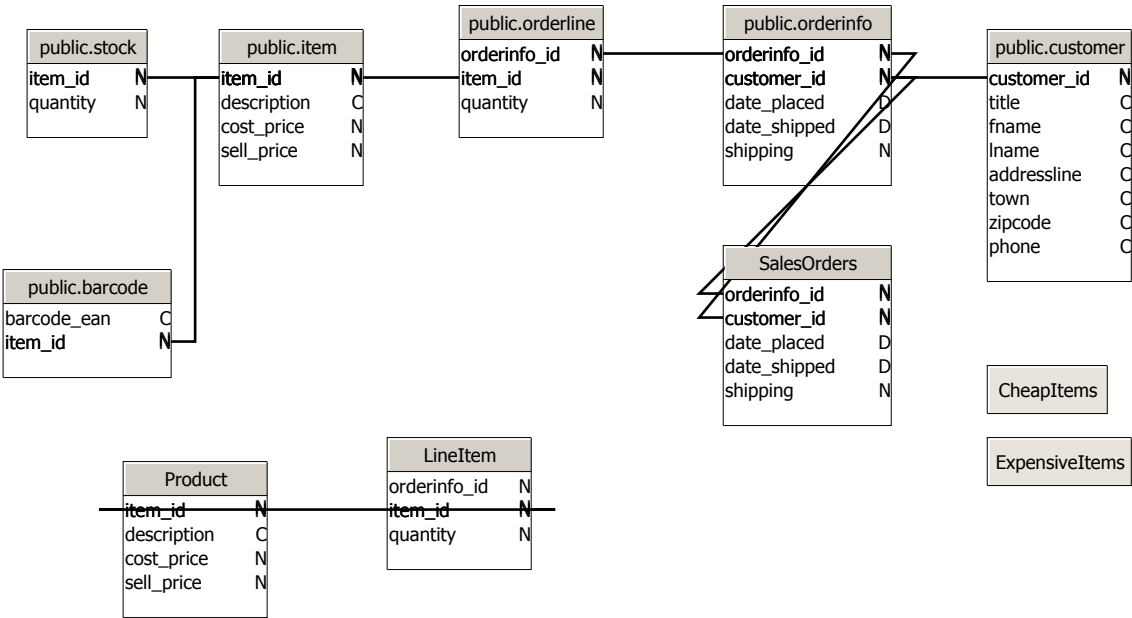 public.stock
item_id N
quantity N
public.item
item_id N
description C
cost_price N
sell_price N
public.orderline
orderinfo_id N
item_id N
quantity N
public.orderinfo
orderinfo_id N
customer_id N
date_placed D
date_shipped D
shipping N
public.customer
customer_id N
title C
fname C
lname C
addressline C
town C
zipcode C
phone C
public.barcode
barcode_ean C
item_id N
SalesOrders
orderinfo_id N
customer_id N
date_placed D
date_shipped D
shipping N
CheapItems
ExpensiveItems
Product
item_id N
description C
cost_price N
sell_price N
LineItem
orderinfo_id N
item_id N
quantity N